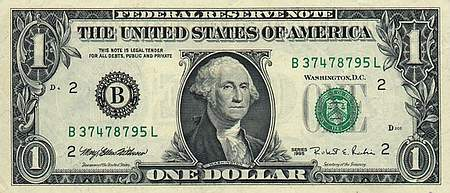 FEDERAL RESERVE NOTE
1 THE UNITED STATES OF AMERICA 1
THIS NOTE IS LEGAL TENDER
FOR ALL DEBTS, PUBLIC AND PRIVATE
B 37478795 L
WASHINGTON, D.C.
2
2
B
ONE
B 37478795 L
2
2
SERIES
1995
1 ONE DOLLAR 1